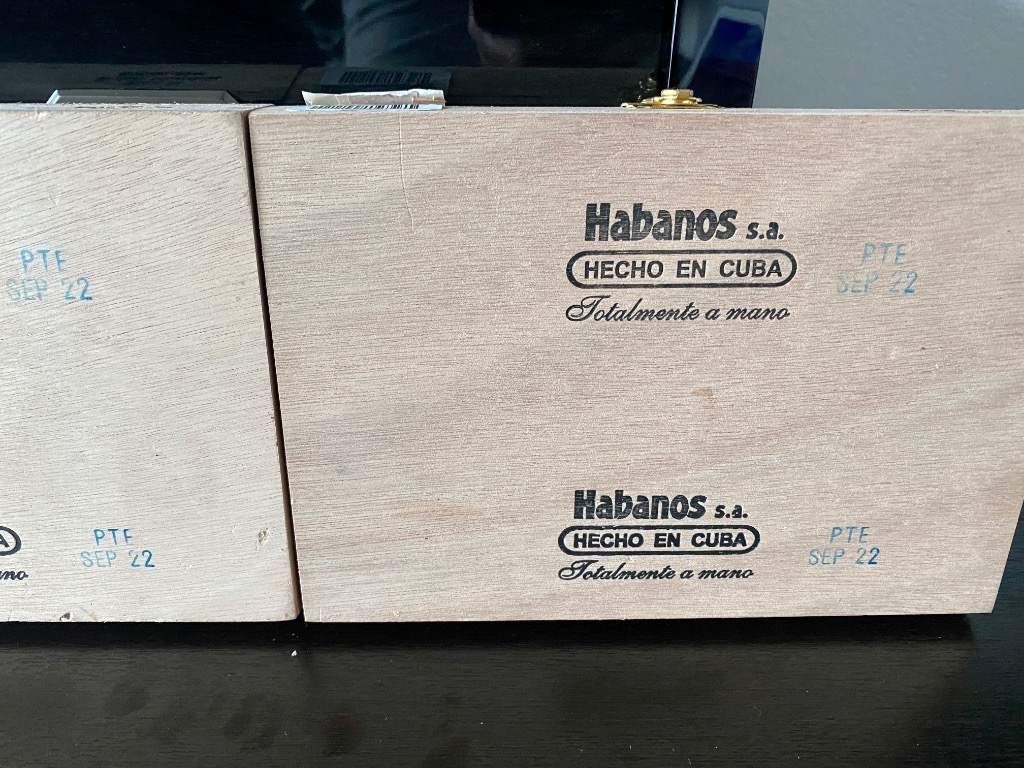 PTE
SEP 22
PTE
SEP 22
Habanos s.a.
HECHO EN CUBA
Totalmente a mano
PTE
SEP 22
Habanos s.a.
HECHO EN CUBA
Totalmente a mano
PTE
SEP 22